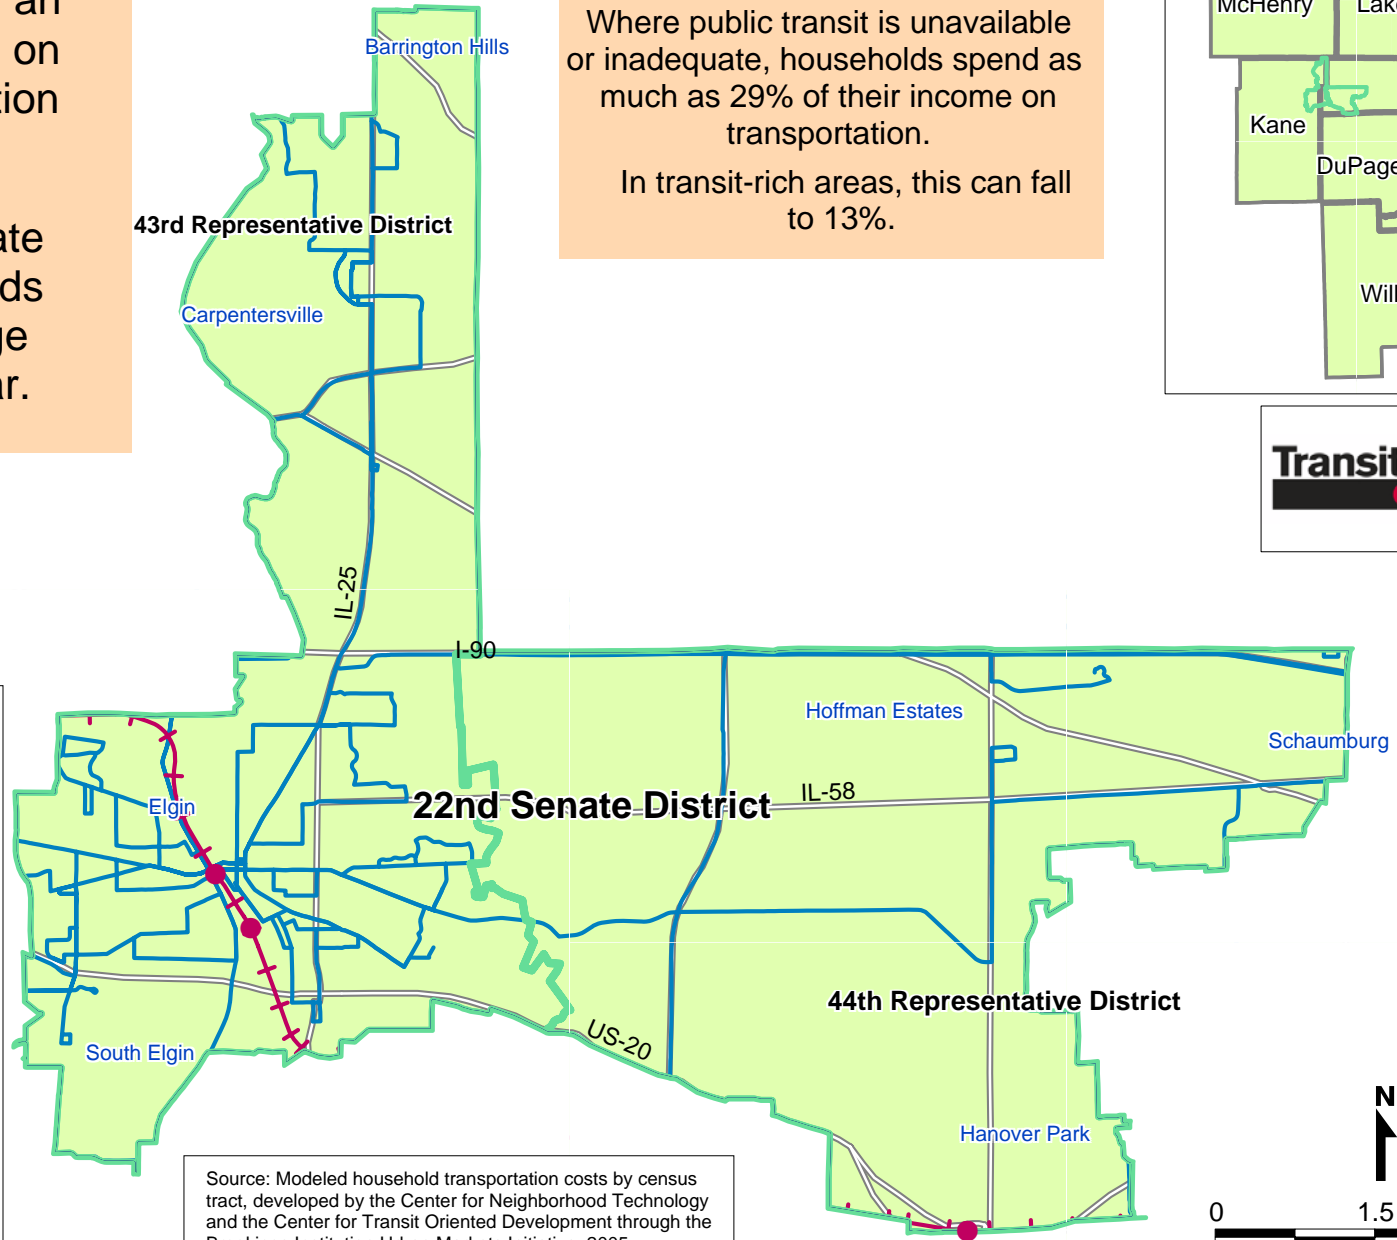 an
on
tion
ate
ds
ge
ar.
Where public transit is unavailable
or inadequate, households spend as
much as 29% of their income on
transportation.
In transit-rich areas, this can fall
to 13%.
McHenry
Lake
Kane
DuPage
Will
Transit
Barrington Hills
43rd Representative District
Carpentersville
IL-25
I-90
Hoffman Estates
Schaumburg
Elgin
22nd Senate District
IL-58
44th Representative District
South Elgin
US-20
Hanover Park
N
0 1.5
Source: Modeled household transportation costs by census
tract, developed by the Center for Neighborhood Technology
and the Center for Transit Oriented Development through the